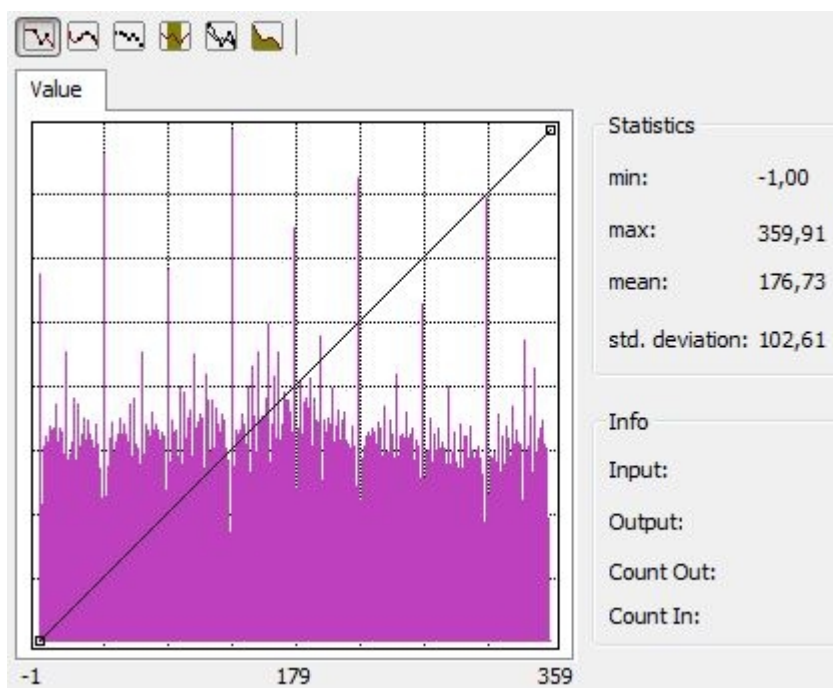 Value
Statistics
min: -1,00
max: 359,91
mean: 176,73
std. deviation: 102,61
Info
Input:
Output:
Count Out:
Count In:
-1 179 359